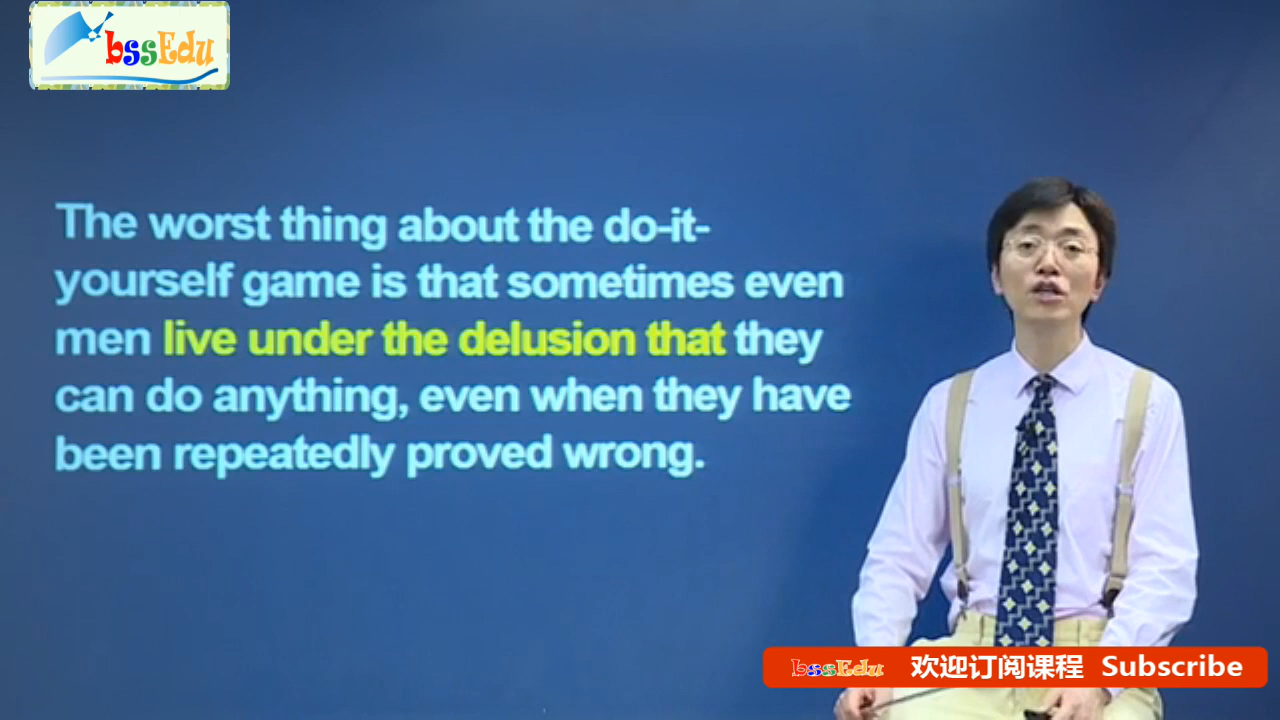 bssEdu
The worst thing about the do-it-
yourself game is that sometimes even
men live under the delusion that they
can do anything, even when they have
been repeatedly proved wrong.
bssEdu 欢迎订阅课程 Subscribe